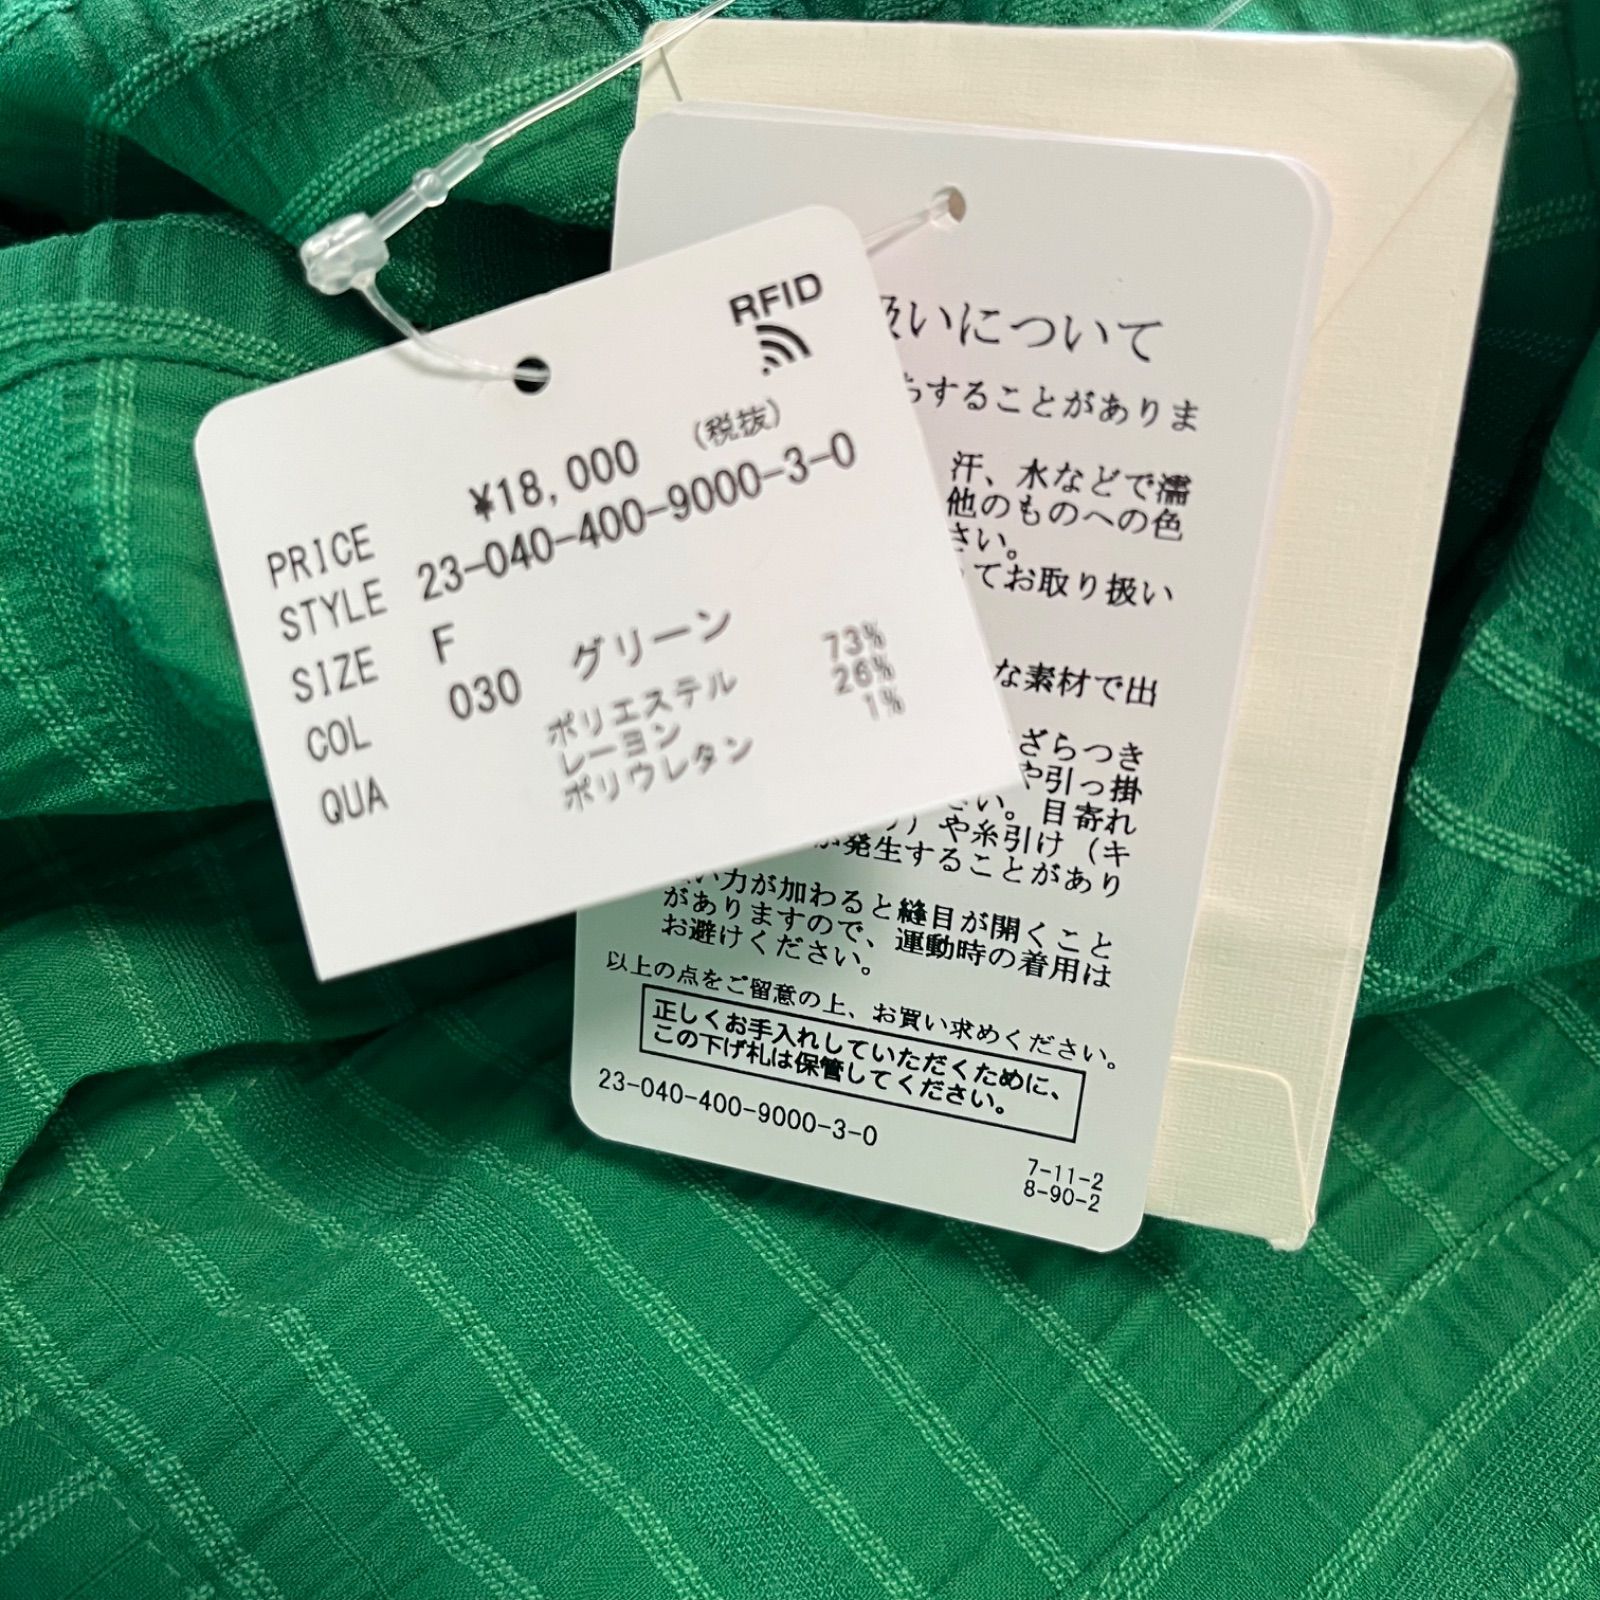 RFID
PRICE ¥18,000 (税抜)
STYLE 23-040-400-9000-3-0
SIZE F
COL 030 グリーン
QUA ポリエステル 73%
レーヨン 26%
ポリウレタン 1%
扱いについて
することがありま
汗、水などで濡
他のものへの色
さい。
てお取り扱い
な素材で出
ざらつき
や引っ掛
い。目寄れ
)や糸引け(キ
が発生することがあり
い力が加わると縫目が開くこと
がありますので、運動時の着用は
お避けください。
以上の点をご留意の上、お買い求めください。
正しくお手入れしていただくために、
この下げ札は保管してください。
23-040-400-9000-3-0
7-11-2
8-90-2